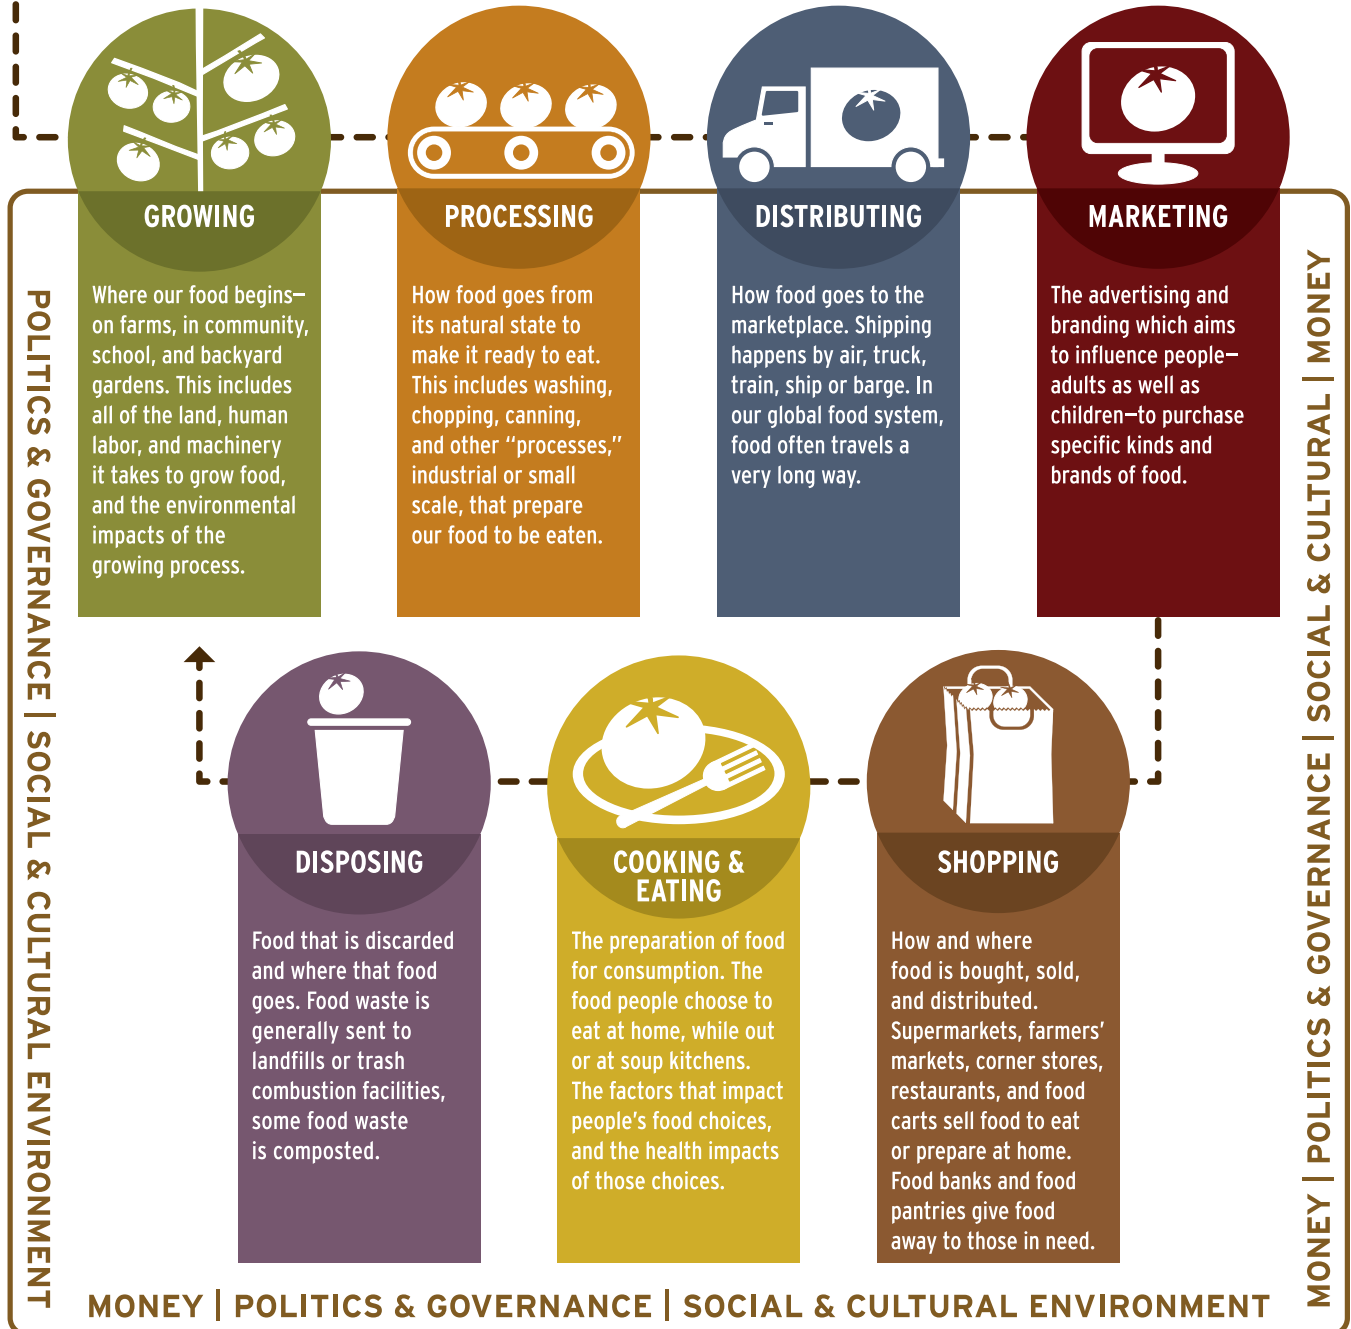 GROWING
Where our food begins—
on farms, in community,
school, and backyard
gardens. This includes
all of the land, human
labor, and machinery
it takes to grow food,
and the environmental
impacts of the
growing process.
PROCESSING
How food goes from
its natural state to
make it ready to eat.
This includes washing,
chopping, canning,
and other “processes,”
industrial or small
scale, that prepare
our food to be eaten.
DISTRIBUTING
How food goes to the
marketplace. Shipping
happens by air, truck,
train, ship or barge. In
our global food system,
food often travels a
very long way.
MARKETING
The advertising and
branding which aims
to influence people—
adults as well as
children—to purchase
specific kinds and
brands of food.
DISPOSING
Food that is discarded
and where that food
goes. Food waste is
generally sent to
landfills or trash
combustion facilities,
some food waste
is composted.
COOKING &
EATING
The preparation of food
for consumption. The
food people choose to
eat at home, while out
or at soup kitchens.
The factors that impact
people’s food choices,
and the health impacts
of those choices.
SHOPPING
How and where
food is bought, sold,
and distributed.
Supermarkets, farmers’
markets, corner stores,
restaurants, and food
carts sell food to eat
or prepare at home.
Food banks and food
pantries give food
away to those in need.
POLITICS & GOVERNANCE | SOCIAL & CULTURAL ENVIRONMENT
MONEY | POLITICS & GOVERNANCE | SOCIAL & CULTURAL | MONEY
MONEY | POLITICS & GOVERNANCE | SOCIAL & CULTURAL ENVIRONMENT